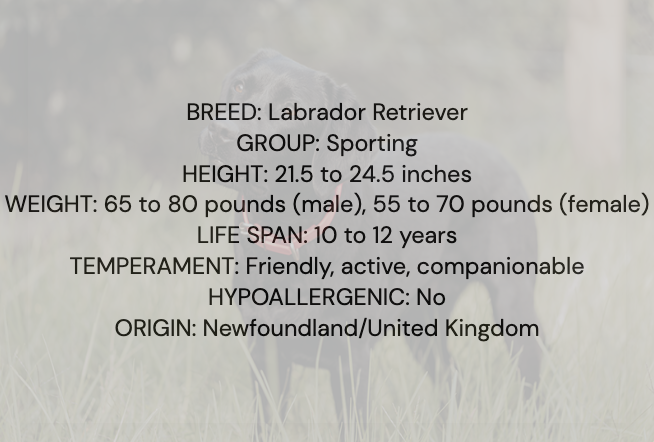 BREED: Labrador Retriever
GROUP: Sporting
HEIGHT: 21.5 to 24.5 inches
WEIGHT: 65 to 80 pounds (male), 55 to 70 pounds (female)
LIFE SPAN: 10 to 12 years
TEMPERAMENT: Friendly, active, companionable
HYPOALLERGENIC: No
ORIGIN: Newfoundland/United Kingdom